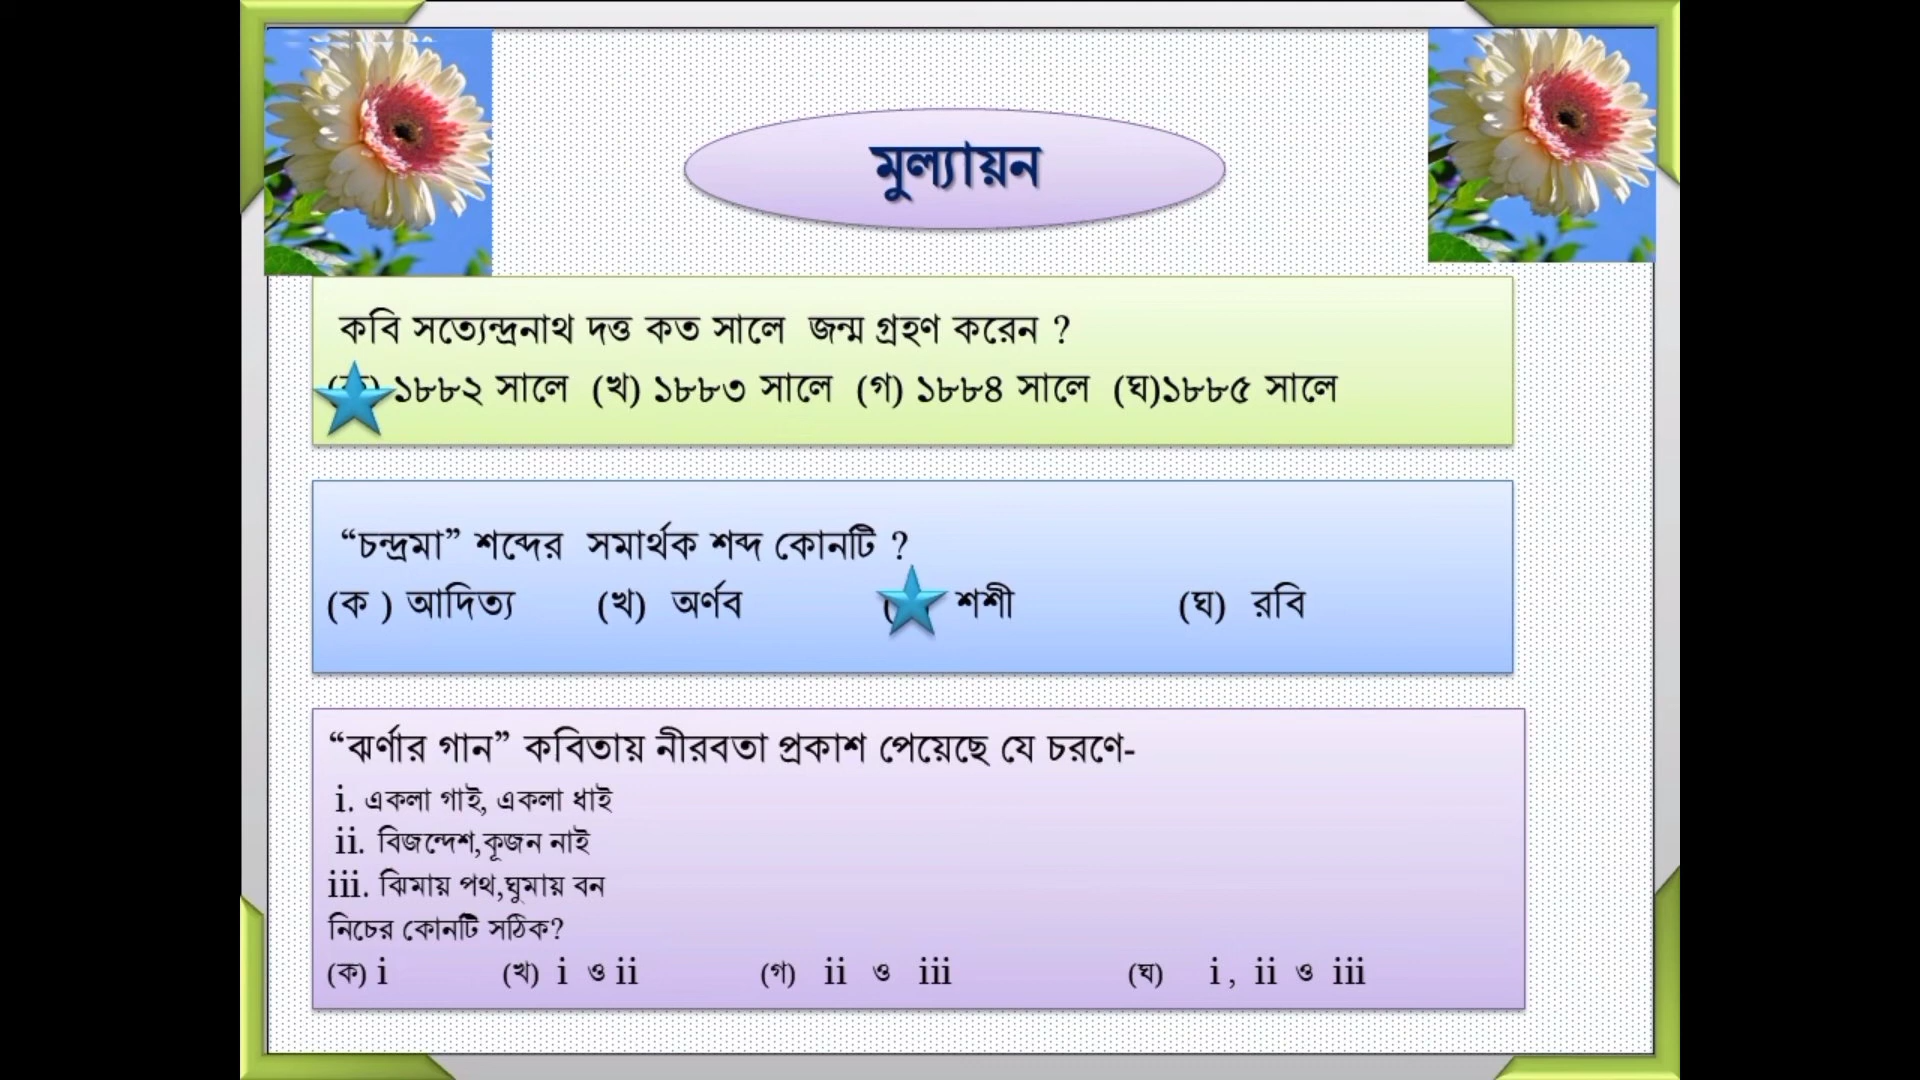 মুল্যায়ন
কবি সত্যেন্দ্রনাথ দত্ত কত সালে জন্ম গ্রহণ করেন ?
১৮৮২ সালে (খ) ১৮৮৩ সালে (গ) ১৮৮৪ সালে (ঘ)১৮৮৫ সালে
“চন্দ্রমা” শব্দের সমার্থক শব্দ কোনটি ?
(ক ) আদিত্য (খ) অর্ণব শশী (ঘ) রবি
“ঝর্ণার গান” কবিতায় নীরবতা প্রকাশ পেয়েছে যে চরণে-
i. একলা গাই, একলা ধাই
ii. বিজন্দেশ,কূজন নাই
iii. ঝিমায় পথ,ঘুমায় বন
নিচের কোনটি সঠিক?
(ক) i (খ) i ও ii (গ) ii ও iii (ঘ) i , ii ও iii